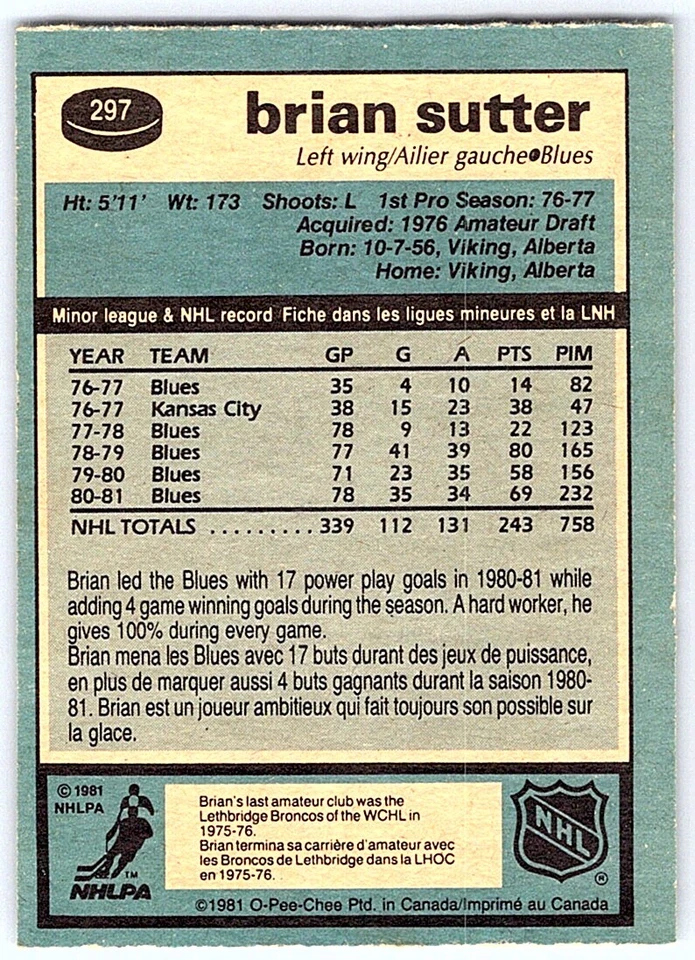 297
brian sutter
Left wing/Ailier gauche●Blues
Ht: 5'11' Wt: 173 Shoots: L 1st Pro Season: 76-77
Acquired: 1976 Amateur Draft
Born: 10-7-56, Viking, Alberta
Home: Viking, Alberta
Minor league & NHL record Fiche dans les ligues mineures et la LNH
YEAR TEAM GP G A PTS PIM
76-77 Blues 35 4 10 14 82
76-77 Kansas City 38 15 23 38 47
77-78 Blues 78 9 13 22 123
78-79 Blues 77 41 39 80 165
79-80 Blues 71 23 35 58 156
80-81 Blues 78 35 34 69 232
NHL TOTALS .......... 339 112 131 243 758
Brian led the Blues with 17 power play goals in 1980-81 while
adding 4 game winning goals during the season. A hard worker, he
gives 100% during every game.
Brian mena les Blues avec 17 buts durant des jeux de puissance,
en plus de marquer aussi 4 buts gagnants durant la saison 1980-
81. Brian est un joueur ambitieux qui fait toujours son possible sur
la glace.
© 1981
NHLPA
TM
NHLPA
Brian's last amateur club was the
Lethbridge Broncos of the WCHL in
1975-76.
Brian termina sa carrière d'amateur avec
les Broncos de Lethbridge dans la LHOC
en 1975-76.
NHL
®
©1981 O-Pee-Chee Ptd. in Canada/Imprimé au Canada